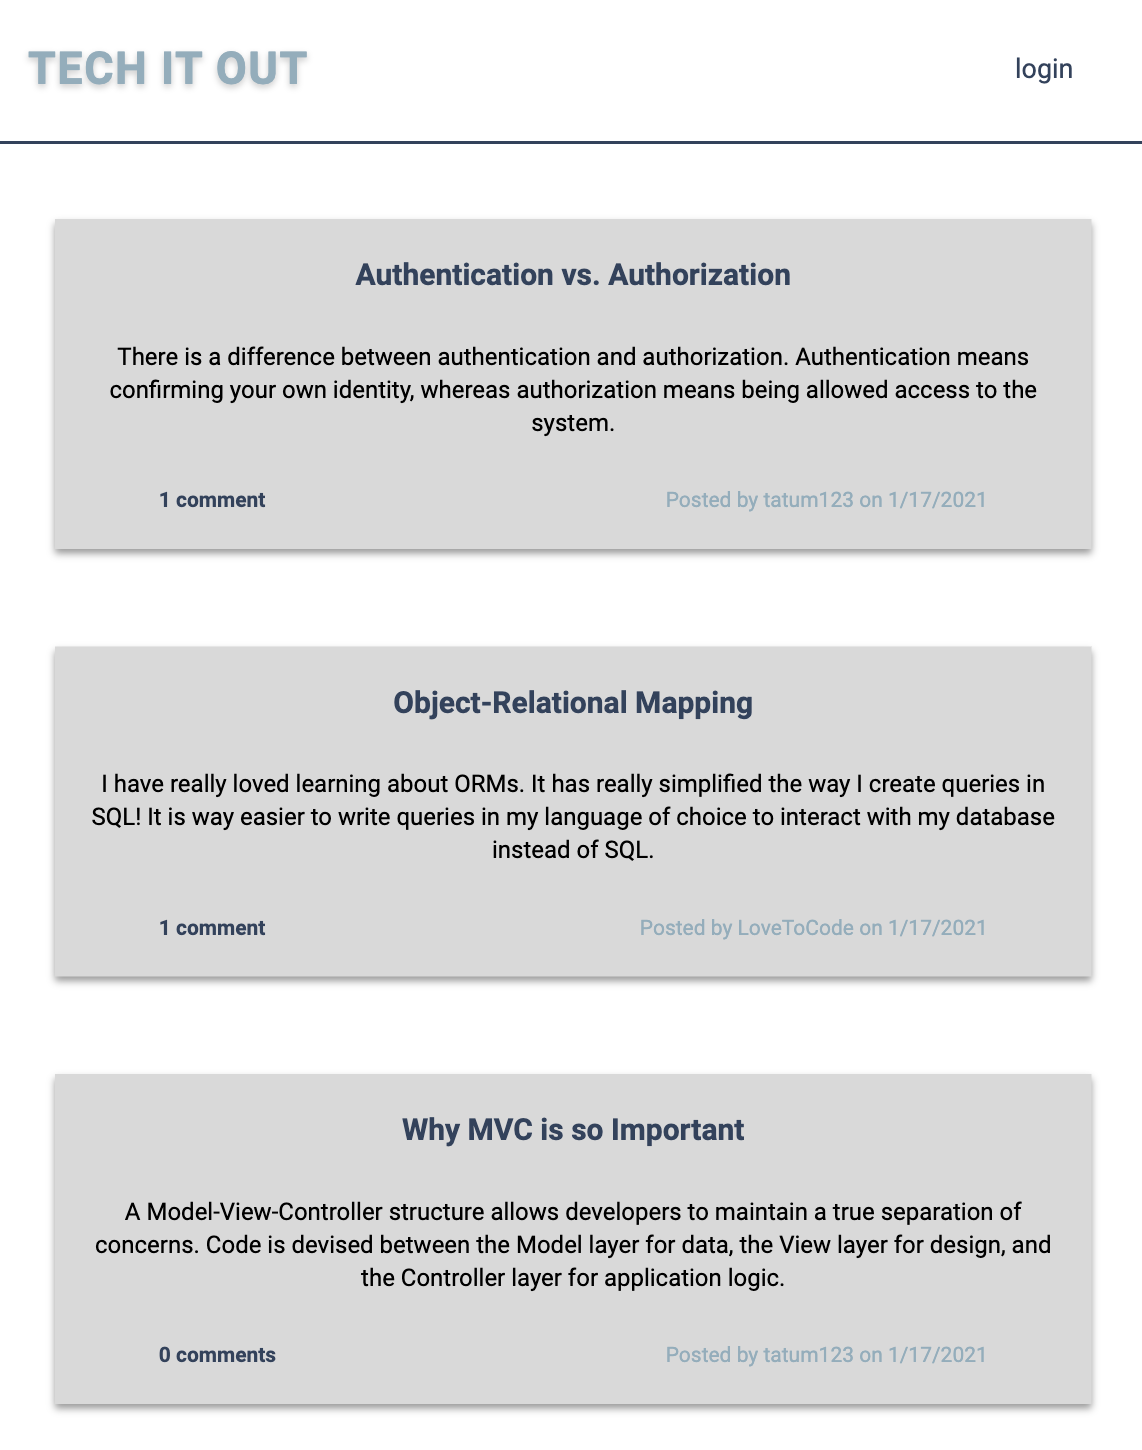 TECH IT OUT
login
Authentication vs. Authorization
There is a difference between authentication and authorization. Authentication means
confirming your own identity, whereas authorization means being allowed access to the
system.
1 comment
Posted by tatum123 on 1/17/2021
Object-Relational Mapping
I have really loved learning about ORMs. It has really simplified the way I create queries in
SQL! It is way easier to write queries in my language of choice to interact with my database
instead of SQL.
1 comment
Posted by LoveToCode on 1/17/2021
Why MVC is so Important
A Model-View-Controller structure allows developers to maintain a true separation of
concerns. Code is devised between the Model layer for data, the View layer for design, and
the Controller layer for application logic.
0 comments
Posted by tatum123 on 1/17/2021